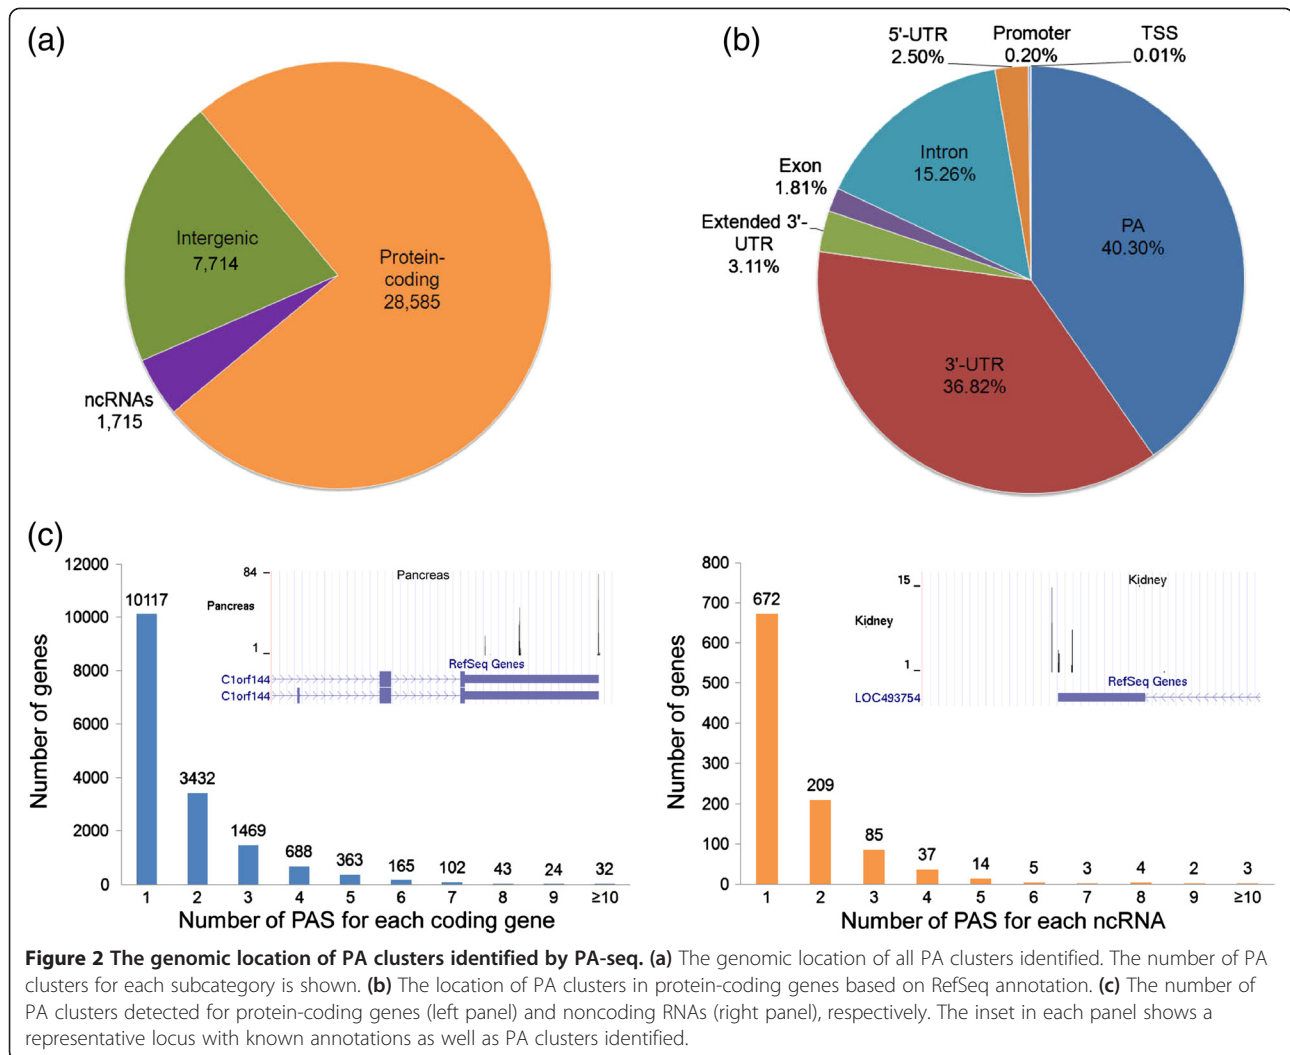 (a)
Intergenic
7,714
Protein-
coding
28,585
ncRNAs
1,715
(b)
5'-UTR
2.50%
Promoter
0.20%
TSS
0.01%
Intron
15.26%
Exon
1.81%
Extended 3'-
UTR
3.11%
PA
40.30%
3'-UTR
36.82%
(c)
Number of genes
12000
10000
8000
6000
4000
2000
0
10117
3432
1469
688
363
165
102
43
24
32
1 2 3 4 5 6 7 8 9 ≥10
Number of PAS for each coding gene
84
Pancreas
Pancreas
1
RefSeq Genes
C1orf144
C1orf144
Number of genes
800
700
600
500
400
300
200
100
0
672
209
85
37
14
5
3
4
2
3
1 2 3 4 5 6 7 8 9 ≥10
Number of PAS for each ncRNA
15
Kidney
Kidney
1
RefSeq Genes
LOC493754
Figure 2 The genomic location of PA clusters identified by PA-seq. (a) The genomic location of all PA clusters identified. The number of PA
clusters for each subcategory is shown. (b) The location of PA clusters in protein-coding genes based on RefSeq annotation. (c) The number of
PA clusters detected for protein-coding genes (left panel) and noncoding RNAs (right panel), respectively. The inset in each panel shows a
representative locus with known annotations as well as PA clusters identified.